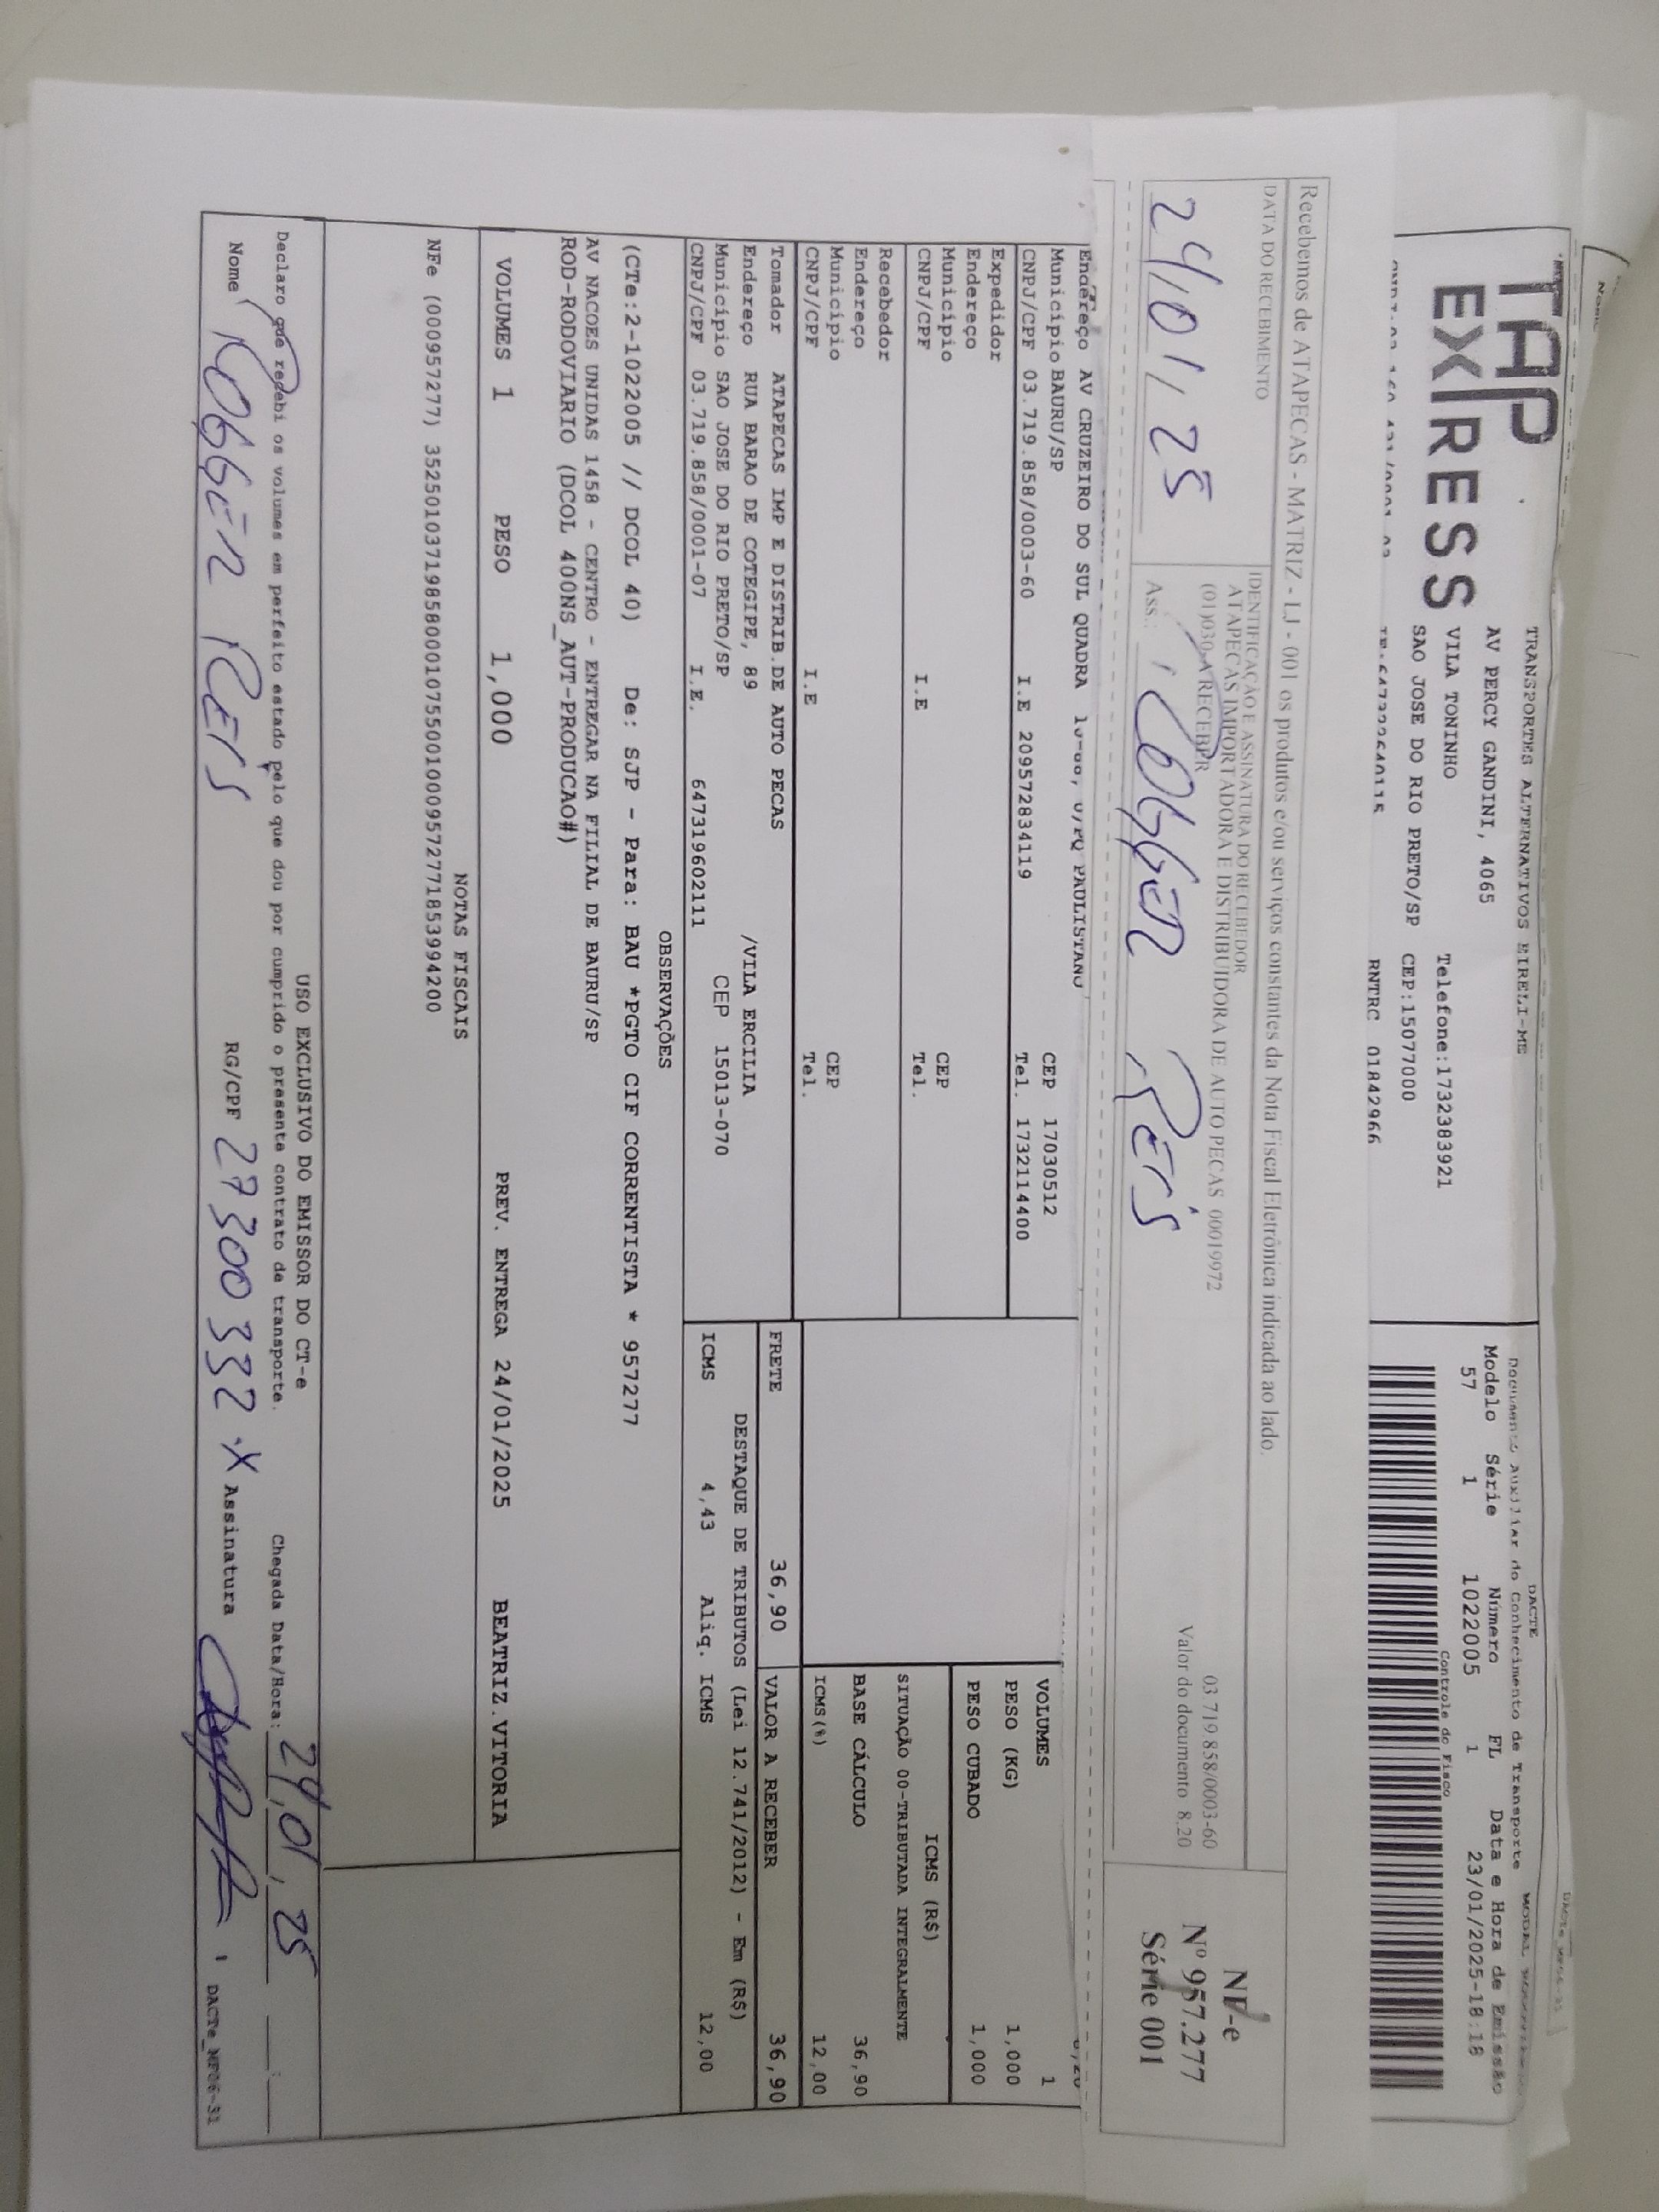 TAP
EXPRESS
TRANSPORTES ALTERNATIVOS EIRELI-ME
AV PERCY GANDINI, 4065
VILA TONINHO Telefone:1732383921
SAO JOSE DO RIO PRETO/SP CEP:15077000
RNTRC 01842966
DACTE
Documento Auxiliar do Conhecimento de Transporte
Modelo Série Número FL Data e Hora de Emissão
57 1 1022005 1 23/01/2025-18:18
Controle do Fisco
Recebemos de ATAPECAS - MATRIZ - LJ - 001 os produtos e/ou serviços constantes da Nota Fiscal Eletrônica indicada ao lado.
DATA DO RECEBIMENTO
24/01/25
IDENTIFICAÇÃO E ASSINATURA DO RECEBEDOR
ATAPECAS IMPORTADORA E DISTRIBUIDORA DE AUTO PECAS 00019972
(01)030-A RECEBER
03.719.858/0003-60
Valor do documento 8.20
Ass.: Robber Reis
NF-e
Nº 957.277
Série 001
Endereço AV CRUZEIRO DO SUL QUADRA PAULISTANO
Município BAURU/SP CEP 17030512
CNPJ/CPF 03.719.858/0003-60 I.E 209572834119 Tel. 1732114400
Expedidor
Endereço
Município CEP
CNPJ/CPF I.E Tel.
Recebedor
Endereço
Município CEP
CNPJ/CPF I.E Tel.
VOLUMES 1
PESO (KG) 1,000
PESO CUBADO 1,000
ICMS (R$)
SITUAÇÃO 00-TRIBUTADA INTEGRALMENTE
BASE CÁLCULO 36,90
ICMS(%) 12,00
Tomador ATAPECAS IMP E DISTRIB.DE AUTO PECAS
Endereço RUA BARAO DE COTEGIPE, 89 /VILA ERCILIA
Município SAO JOSE DO RIO PRETO/SP CEP 15013-070
CNPJ/CPF 03.719.858/0001-07 I.E. 647319602111
FRETE 36,90 VALOR A RECEBER 36,90
DESTAQUE DE TRIBUTOS (Lei 12.741/2012) - Em (R$)
ICMS 4,43 Aliq. ICMS 12,00
OBSERVAÇÕES
(CTe:2-1022005 // DCOL 40) De: SJP - Para: BAU *PGTO CIF CORRENTISTA * 957277
AV NACOES UNIDAS 1458 - CENTRO - ENTREGAR NA FILIAL DE BAURU/SP
ROD-RODOVIARIO (DCOL 400NS_AUT-PRODUCAO#)
VOLUMES 1 PESO 1,000 PREV. ENTREGA 24/01/2025 BEATRIZ.VITORIA
NOTAS FISCAIS
NFe (000957277) 35250103719858000107550010009572771853994200
USO EXCLUSIVO DO EMISSOR DO CT-e
Declaro que recebi os volumes em perfeito estado pelo que dou por cumprido o presente contrato de transporte. Chegada Data/Hora: 24/01/25
Nome Robber Reis RG/CPF 27300332-X Assinatura
DACTe_MF06-31